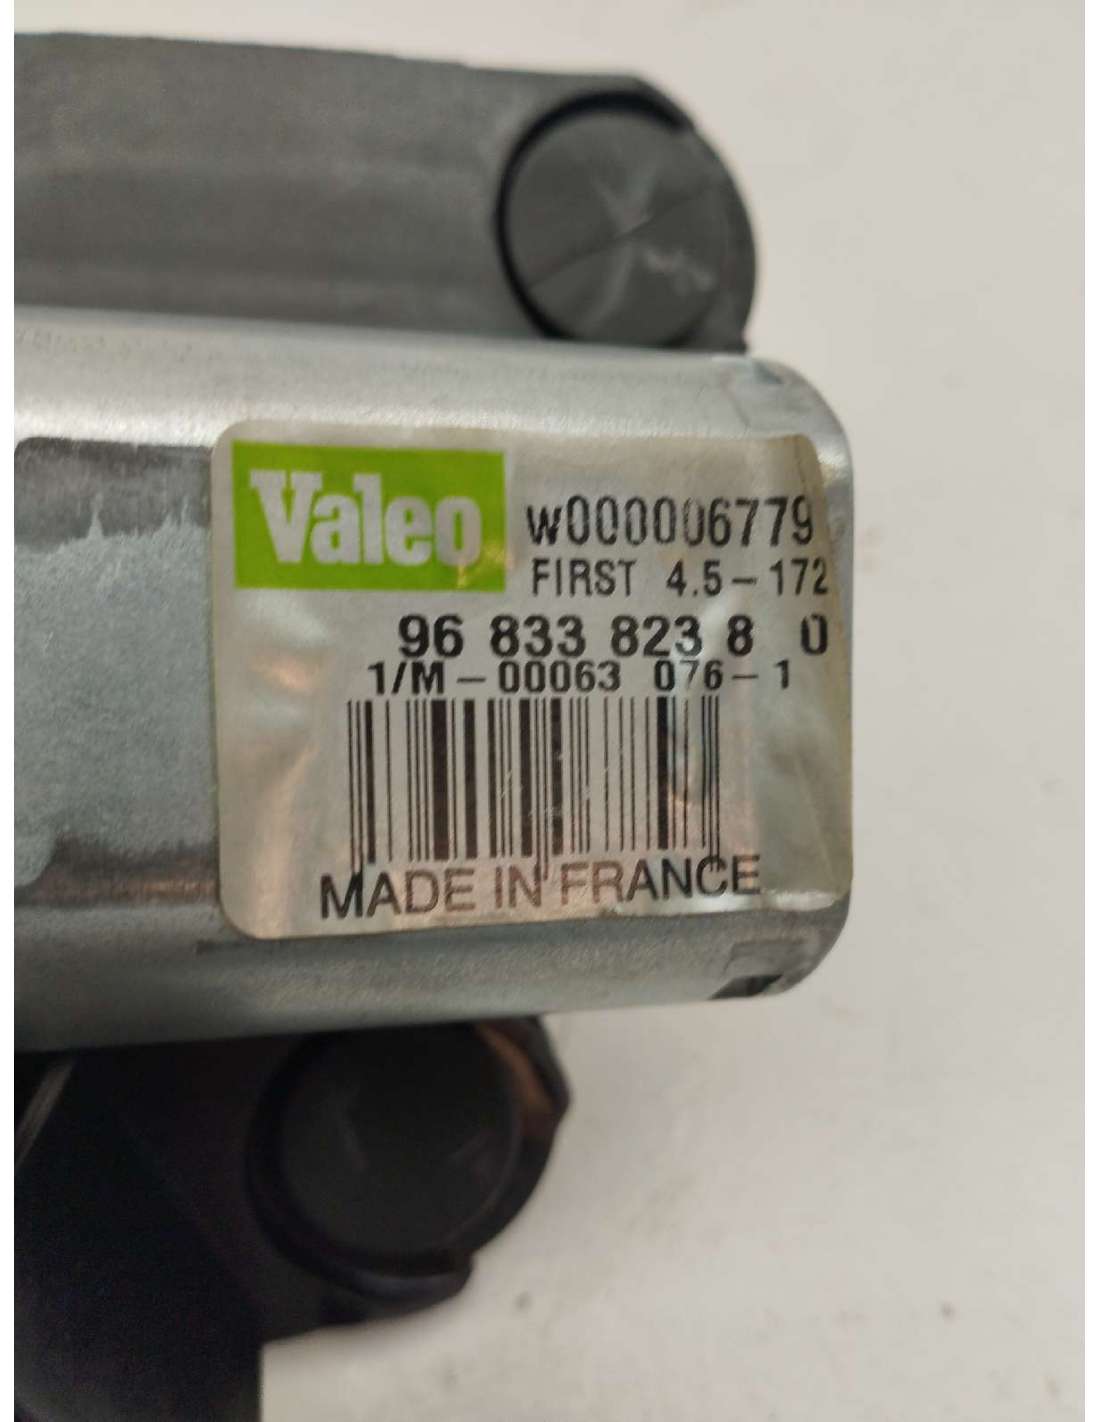 Valeo
W000006779
FIRST 4.5-172
96 833 823 8 0
1/M-00063 076-1
MADE IN FRANCE